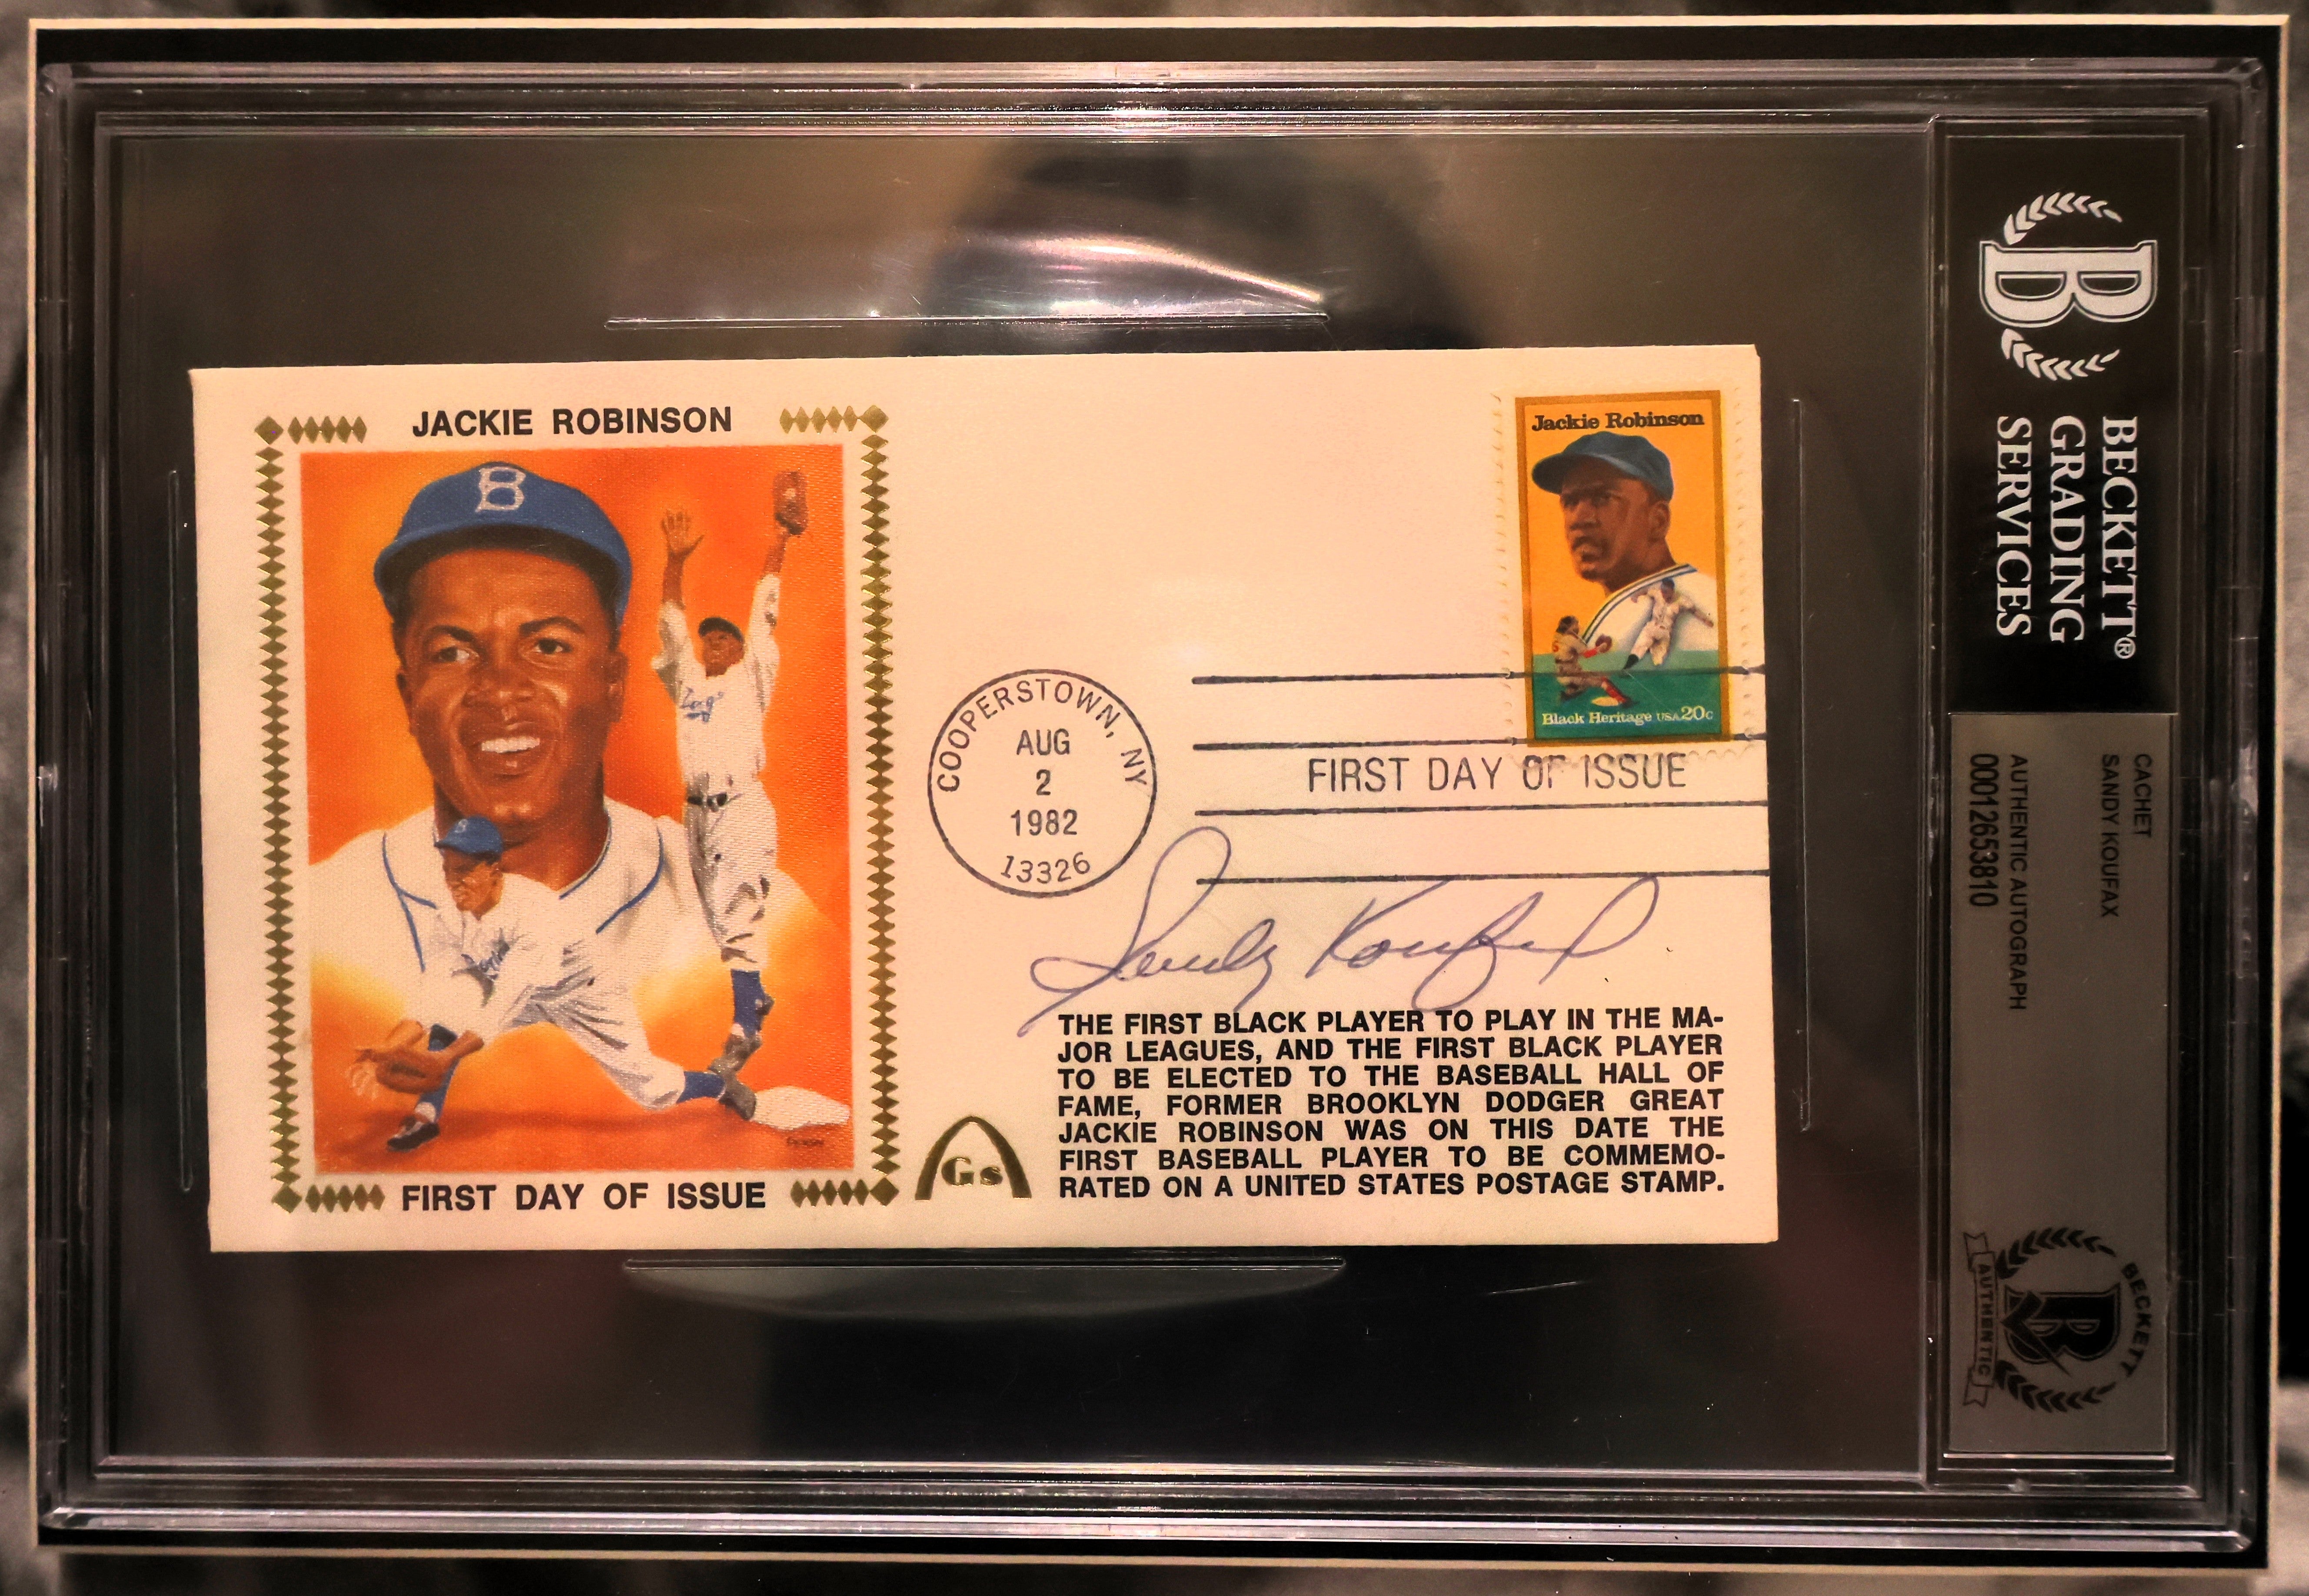 JACKIE ROBINSON
B
FIRST DAY OF ISSUE
Jackie Robinson
Black Heritage USA 20c
COOPERSTOWN, NY
AUG
2
1982
13326
FIRST DAY OF ISSUE
Sandy Koufax
THE FIRST BLACK PLAYER TO PLAY IN THE MA-
JOR LEAGUES, AND THE FIRST BLACK PLAYER
TO BE ELECTED TO THE BASEBALL HALL OF
FAME, FORMER BROOKLYN DODGER GREAT
JACKIE ROBINSON WAS ON THIS DATE THE
FIRST BASEBALL PLAYER TO BE COMMEMO-
RATED ON A UNITED STATES POSTAGE STAMP.
Gs
B
BECKETT®
GRADING
SERVICES
CACHET
SANDY KOUFAX
AUTHENTIC AUTOGRAPH
00012653810
BECKETT
B
AUTHENTIC